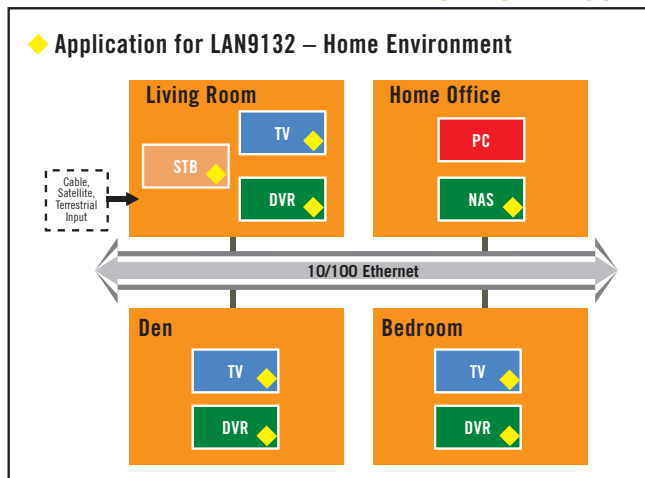 Application for LAN9132 – Home Environment
Living Room
TV
STB
DVR
Cable,
Satellite,
Terrestrial
Input
Home Office
PC
NAS
10/100 Ethernet
Den
TV
DVR
Bedroom
TV
DVR